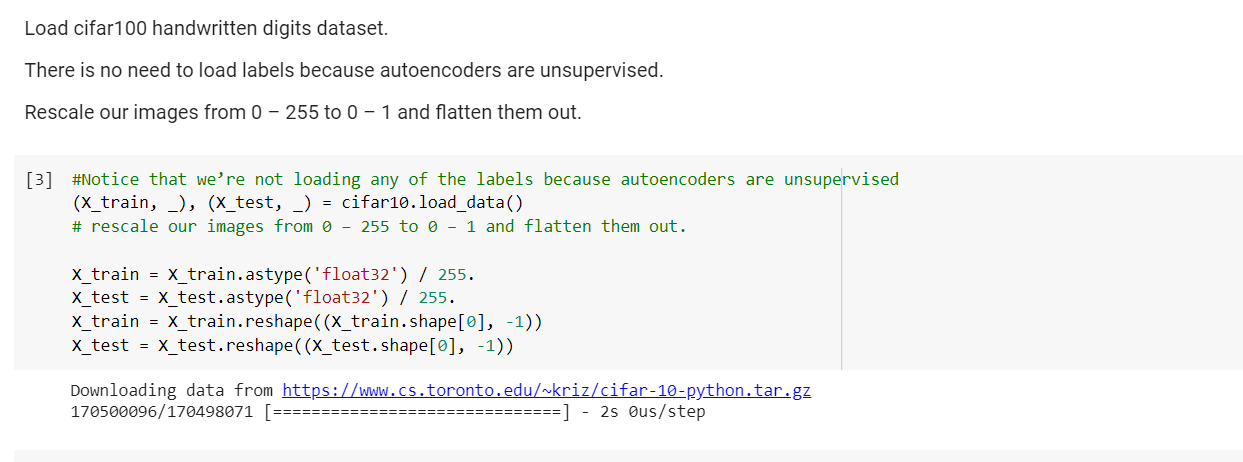 Load cifar100 handwritten digits dataset.
There is no need to load labels because autoencoders are unsupervised.
Rescale our images from 0 – 255 to 0 – 1 and flatten them out.
[3] #Notice that we’re not loading any of the labels because autoencoders are unsupervised
(X_train, _), (X_test, _) = cifar10.load_data()
# rescale our images from 0 – 255 to 0 – 1 and flatten them out.
X_train = X_train.astype('float32') / 255.
X_test = X_test.astype('float32') / 255.
X_train = X_train.reshape((X_train.shape[0], -1))
X_test = X_test.reshape((X_test.shape[0], -1))
Downloading data from https://www.cs.toronto.edu/~kriz/cifar-10-python.tar.gz
170500096/170498071 [==============================] - 2s 0us/step